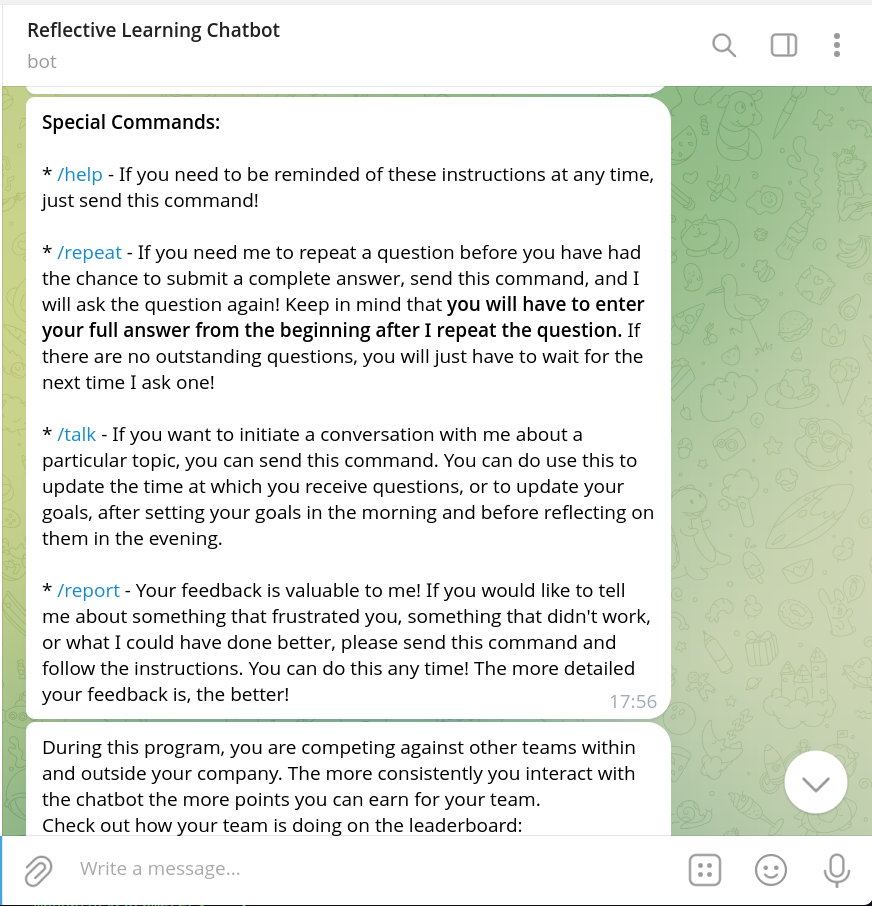 Reflective Learning Chatbot
bot
Special Commands:
* /help - If you need to be reminded of these instructions at any time,
just send this command!
* /repeat - If you need me to repeat a question before you have had
the chance to submit a complete answer, send this command, and I
will ask the question again! Keep in mind that you will have to enter
your full answer from the beginning after I repeat the question. If
there are no outstanding questions, you will just have to wait for the
next time I ask one!
* /talk - If you want to initiate a conversation with me about a
particular topic, you can send this command. You can do use this to
update the time at which you receive questions, or to update your
goals, after setting your goals in the morning and before reflecting on
them in the evening.
* /report - Your feedback is valuable to me! If you would like to tell
me about something that frustrated you, something that didn't work,
or what I could have done better, please send this command and
follow the instructions. You can do this any time! The more detailed
your feedback is, the better!
17:56
During this program, you are competing against other teams within
and outside your company. The more consistently you interact with
the chatbot the more points you can earn for your team.
Check out how your team is doing on the leaderboard:
Write a message...